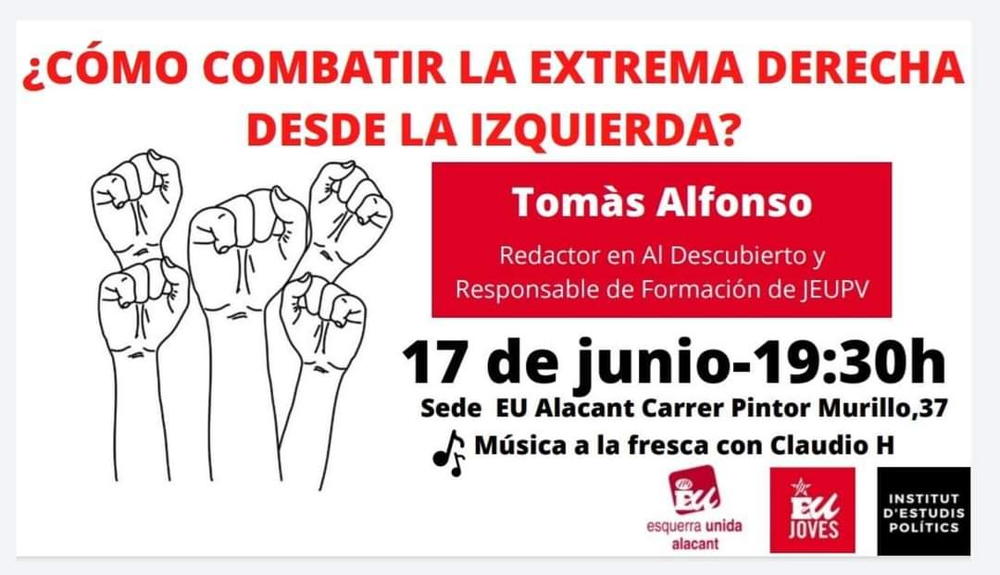 ¿CÓMO COMBATIR LA EXTREMA DERECHA
DESDE LA IZQUIERDA?
Tomàs Alfonso
Redactor en Al Descubierto y
Responsable de Formación de JEUPV
17 de junio-19:30h
Sede EU Alacant Carrer Pintor Murillo,37
Música a la fresca con Claudio H
EU
esquerra unida
alacant
EU
JOVES
INSTITUT
D'ESTUDIS
POLÍTICS